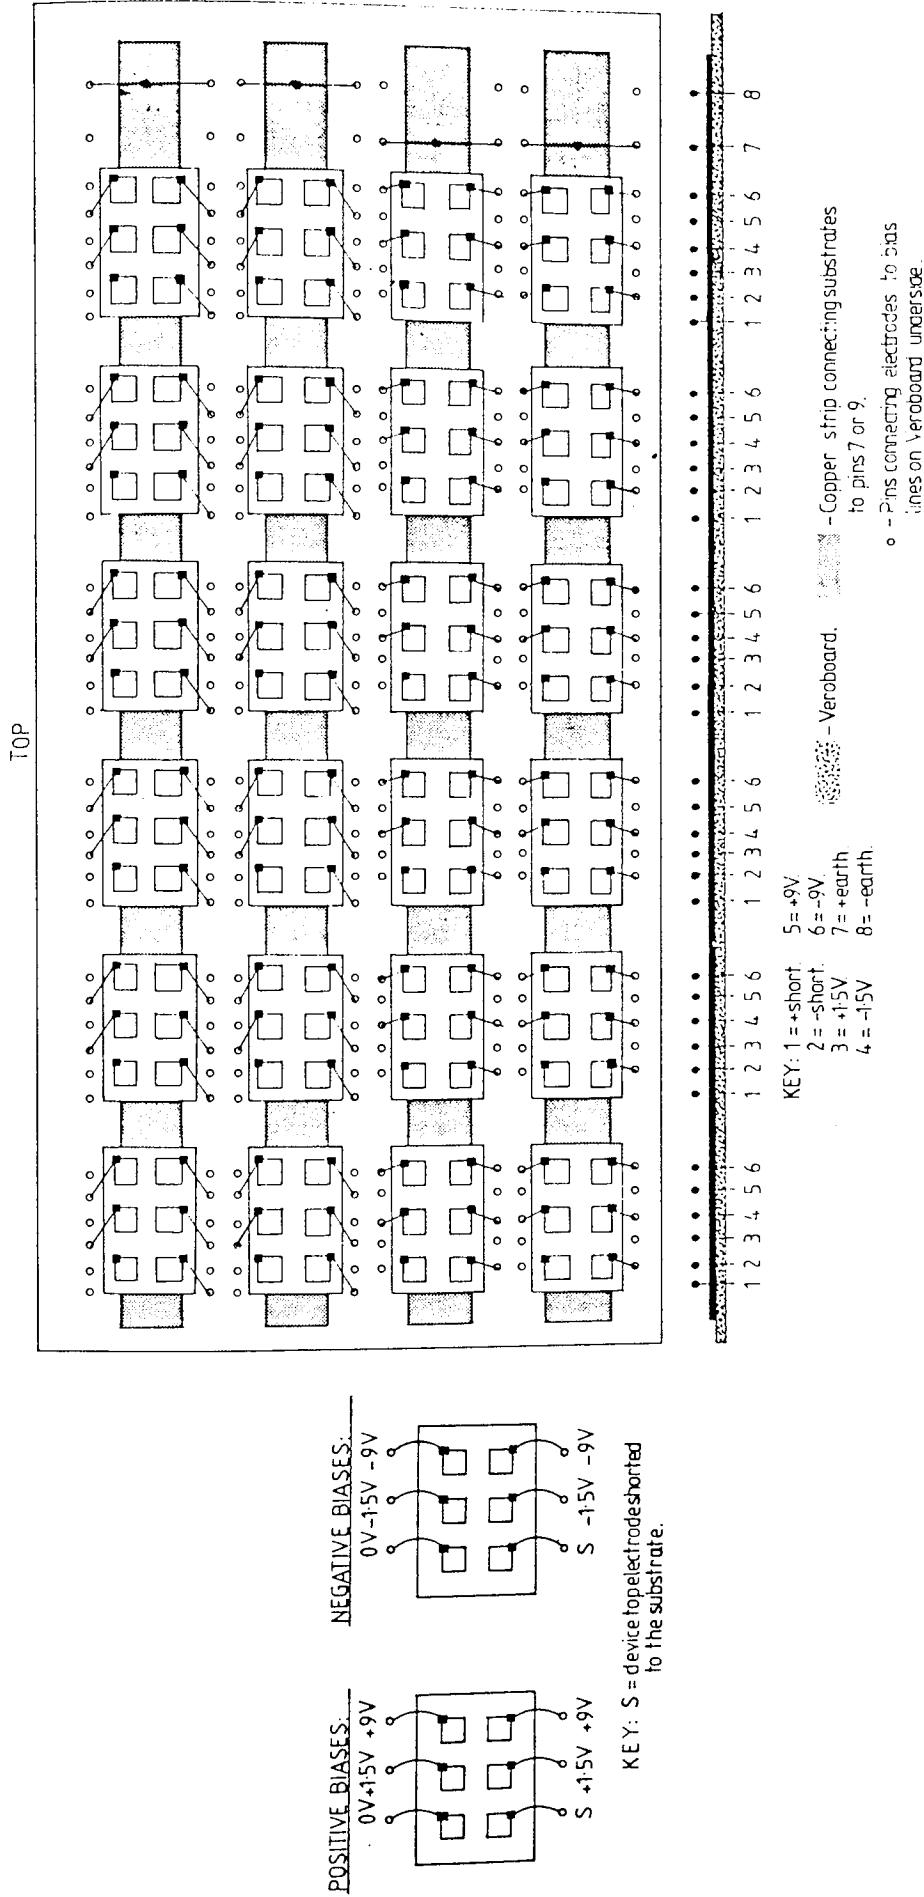 TOP
8
7
6
5
4
3
2
1
6
5
4
3
2
1
6
5
4
3
2
1
6
5
4
3
2
1
6
5
4
3
2
1
6
5
4
3
2
1
KEY: 1 = +short.
2 = -short.
3 = +1·5V
4 = -1·5V
5 = +9V.
6 = -9V.
7 = +earth.
8 = -earth.
- Veroboard.
- Copper strip connecting substrates
to pins 7 or 9.
o - Pins connecting electrodes to bias
lines on Veroboard underside.
POSITIVE BIASES:
0V +1·5V +9V
S +1·5V +9V
NEGATIVE BIASES:
0V -1·5V -9V
S -1·5V -9V
KEY: S = device top electrode shorted
to the substrate.